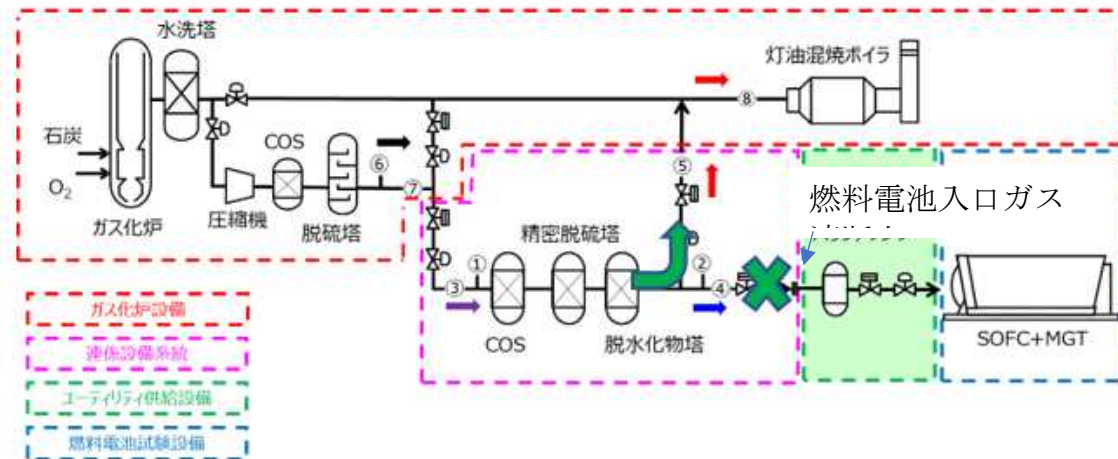 水洗塔
灯油混焼ボイラ
⑧
石炭
O₂
COS
⑥
⑦
⑤
ガス化炉
圧縮機
脱硫塔
燃料電池入口ガス
精密脱硫塔
①
②
③
④
COS
脱水化物塔
SOFC+MGT
ガス化炉設備
連係設備系統
ユーティリティ供給設備
燃料電池試験設備